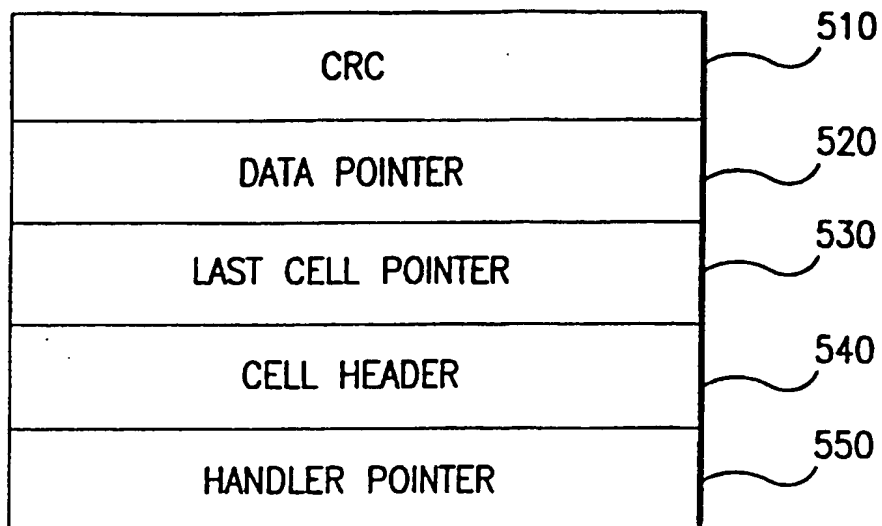 CRC 510
DATA POINTER 520
LAST CELL POINTER 530
CELL HEADER 540
HANDLER POINTER 550